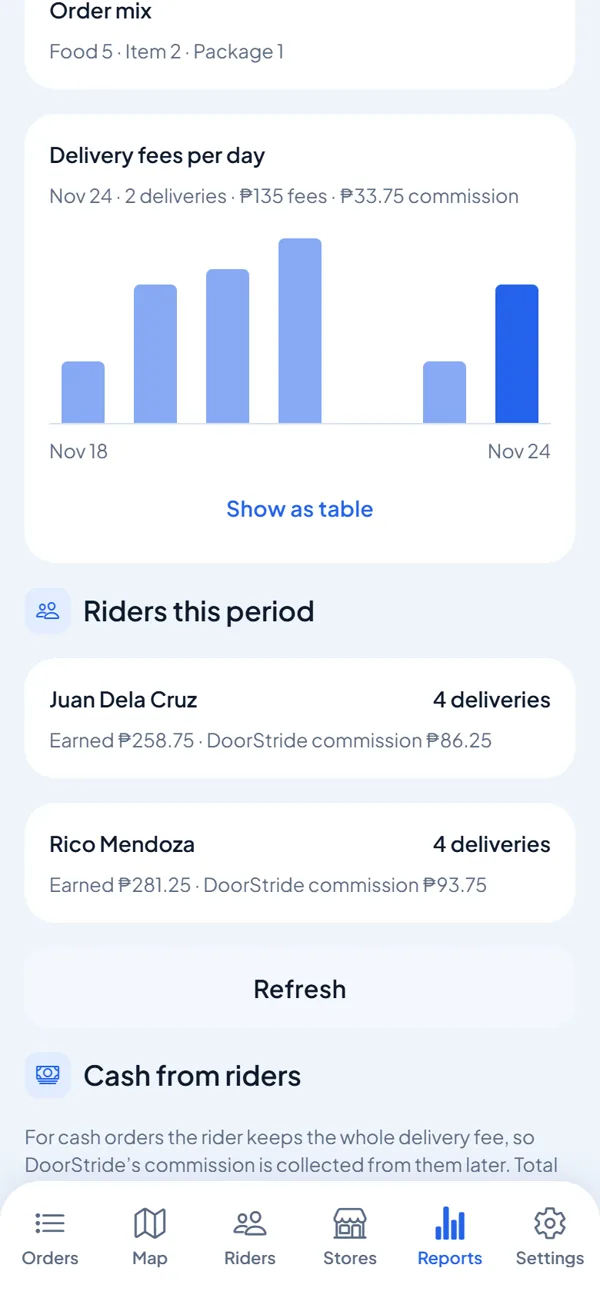 Order mix
Food 5 · Item 2 · Package 1
Delivery fees per day
Nov 24 · 2 deliveries · ₱135 fees · ₱33.75 commission
Nov 18
Nov 24
Show as table
Riders this period
Juan Dela Cruz
4 deliveries
Earned ₱258.75 · DoorStride commission ₱86.25
Rico Mendoza
4 deliveries
Earned ₱281.25 · DoorStride commission ₱93.75
Refresh
Cash from riders
For cash orders the rider keeps the whole delivery fee, so
DoorStride’s commission is collected from them later. Total
Orders
Map
Riders
Stores
Reports
Settings